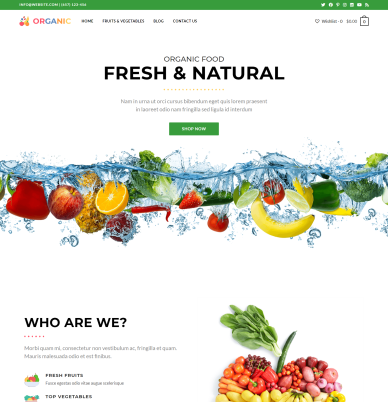 INFO@WEBSITE.COM | (647) 122-456
ORGANIC
HOME
FRUITS & VEGETABLES
BLOG
CONTACT US
Wishlist - 0
$0.00
0
ORGANIC FOOD
FRESH & NATURAL
Nam in urna ut orci cursus bibendum eget quis lorem praesent
in laoreet odio nam fringilla sed ligula id interdum
SHOP NOW
WHO ARE WE?
Morbi quam mi, consectetur non vestibulum ac, fringilla et quam.
Mauris malesuada odio et est finibus.
FRESH FRUITS
Fusce egestas odio vitae augue scelerisque
TOP VEGETABLES